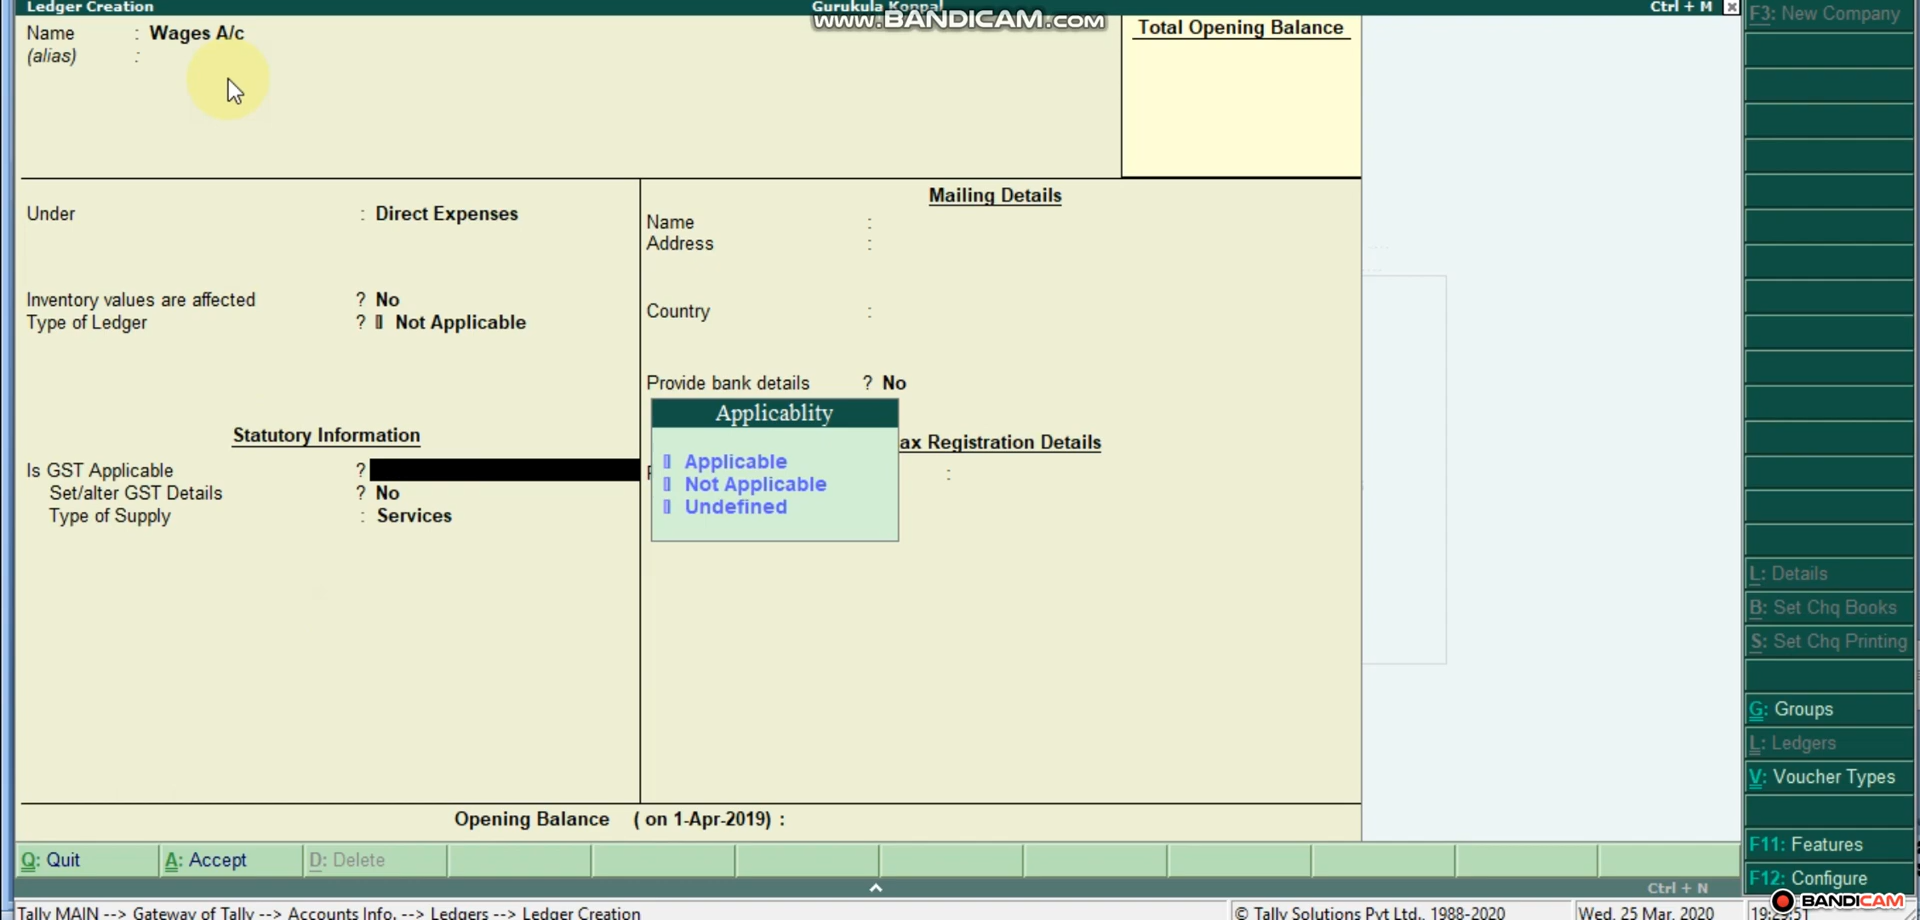 Ledger Creation
Gurukula Koppal
Ctrl + M
www.BANDICAM.com
F3: New Company
Name : Wages A/c
(alias) :
Total Opening Balance
Under : Direct Expenses
Inventory values are affected ? No
Type of Ledger ? Not Applicable
Statutory Information
Is GST Applicable ?
Set/alter GST Details ? No
Type of Supply : Services
Mailing Details
Name :
Address :
Country :
Provide bank details ? No
Applicablity
Applicable
Not Applicable
Undefined
ax Registration Details
:
Opening Balance ( on 1-Apr-2019) :
L: Details
B: Set Chq Books
S: Set Chq Printing
G: Groups
L: Ledgers
V: Voucher Types
F11: Features
F12: Configure
Q: Quit
A: Accept
D: Delete
Ctrl + N
Tally MAIN --> Gateway of Tally --> Accounts Info. --> Ledgers --> Ledger Creation
© Tally Solutions Pvt Ltd., 1988-2020
Wed, 25 Mar, 2020
19:29:51
BANDICAM